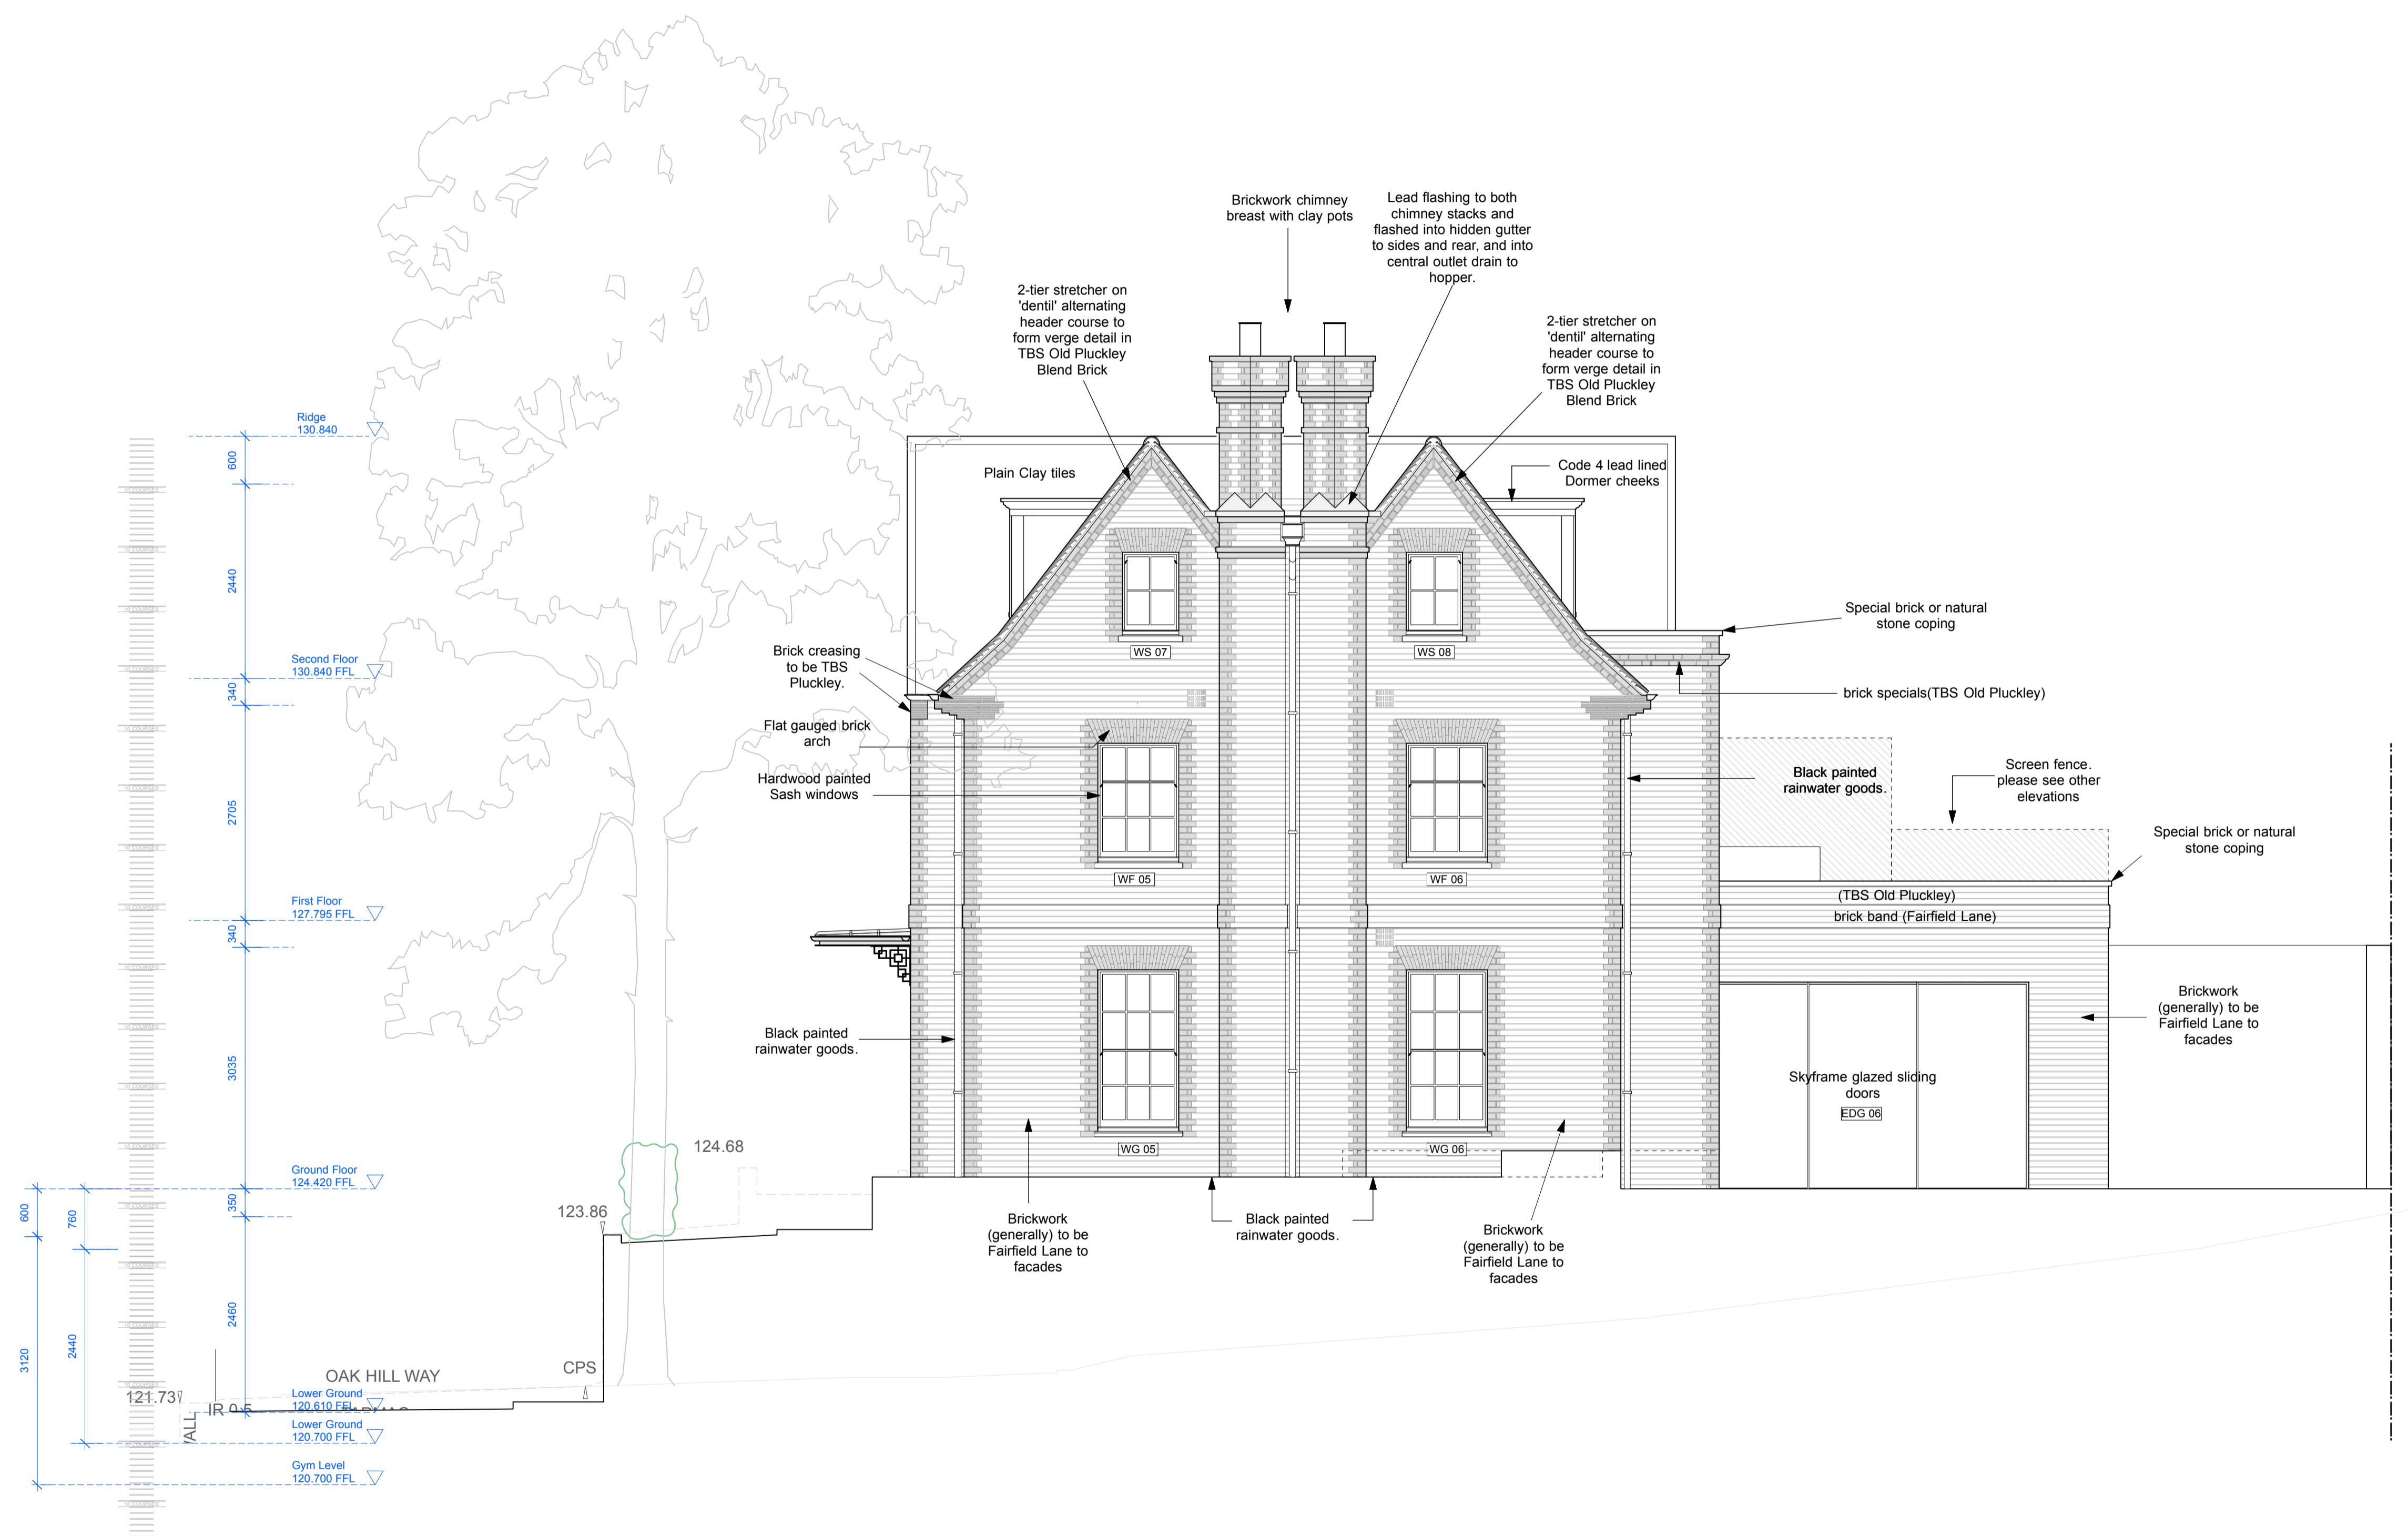 Brickwork chimney
breast with clay pots
Lead flashing to both
chimney stacks and
flashed into hidden gutter
to sides and rear, and into
central outlet drain to
hopper.
2-tier stretcher on
'dentil' alternating
header course to
form verge detail in
TBS Old Pluckley
Blend Brick
2-tier stretcher on
'dentil' alternating
header course to
form verge detail in
TBS Old Pluckley
Blend Brick
Ridge
130.840
600
Plain Clay tiles
Code 4 lead lined
Dormer cheeks
2440
Special brick or natural
stone coping
WS 07
WS 08
Second Floor
130.840 FFL
340
Brick creasing
to be TBS
Pluckley.
brick specials(TBS Old Pluckley)
Flat gauged brick
arch
Hardwood painted
Sash windows
Black painted
rainwater goods.
Screen fence.
please see other
elevations
2705
Special brick or natural
stone coping
WF 05
WF 06
First Floor
127.795 FFL
340
(TBS Old Pluckley)
brick band (Fairfield Lane)
3035
Black painted
rainwater goods.
Brickwork
(generally) to be
Fairfield Lane to
facades
Skyframe glazed sliding
doors
EDG 06
WG 05
WG 06
124.68
Ground Floor
124.420 FFL
350
600
760
123.86
Brickwork
(generally) to be
Fairfield Lane to
facades
Black painted
rainwater goods.
Brickwork
(generally) to be
Fairfield Lane to
facades
2460
2440
3120
OAK HILL WAY
CPS
121.73
IR 0.5
Lower Ground
120.610 FFL
Lower Ground
120.700 FFL
Gym Level
120.700 FFL